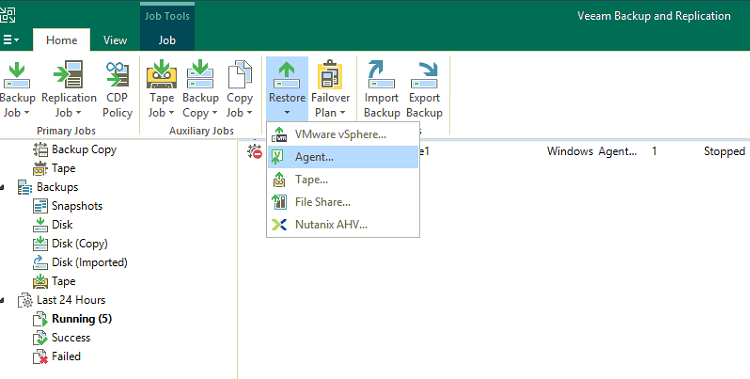 Job Tools
Veeam Backup and Replication
Home View Job
Backup Job
Replication Job
CDP Policy
Tape Job
Backup Copy
Copy Job
Restore
Failover Plan
Import Backup
Export Backup
Primary Jobs
Auxiliary Jobs
VMware vSphere...
Agent...
Tape...
File Share...
Nutanix AHV...
Windows Agent... 1 Stopped
Backup Copy
Tape
Backups
Snapshots
Disk
Disk (Copy)
Disk (Imported)
Tape
Last 24 Hours
Running (5)
Success
Failed